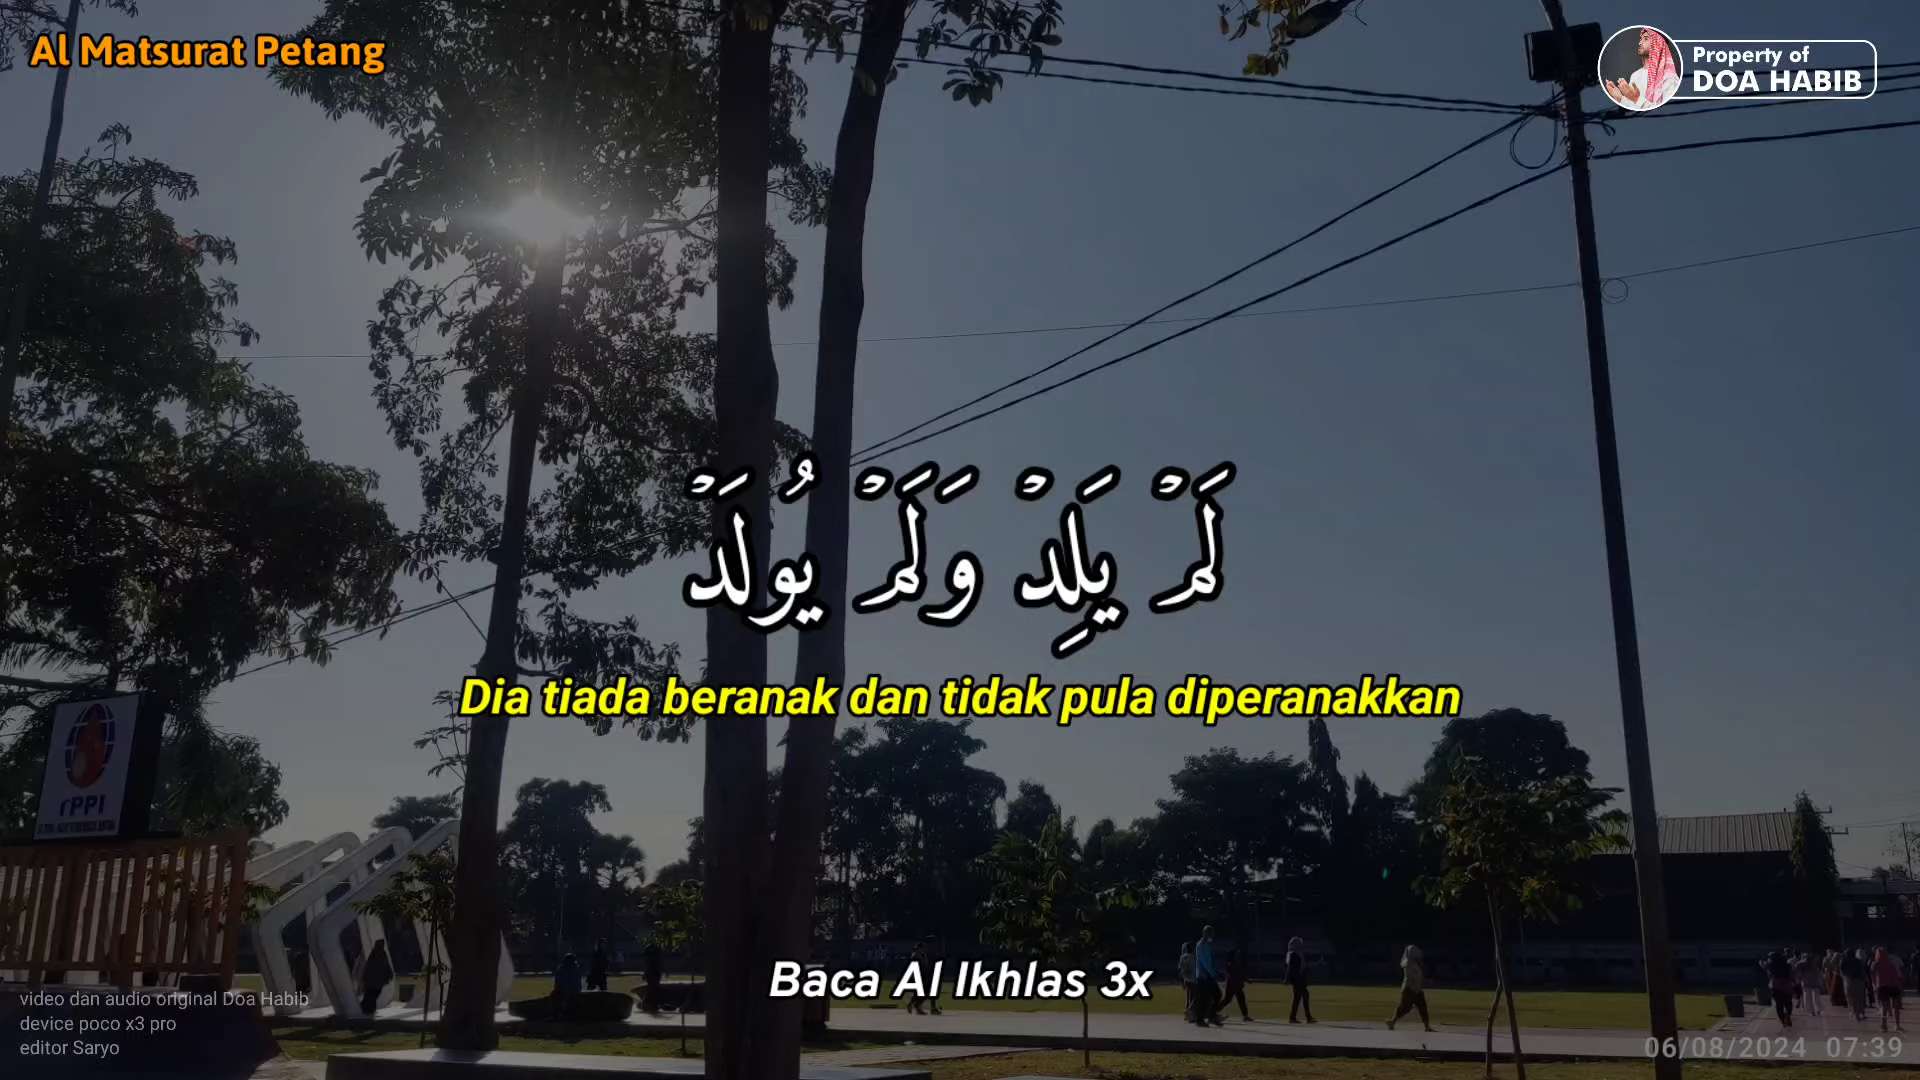 Al Matsurat Petang
Property of
DOA HABIB
لَمْ يَلِدْ وَلَمْ يُولَدْ
Dia tiada beranak dan tidak pula diperanakkan
rPPI
Baca Al Ikhlas 3x
video dan audio original Doa Habib
device poco x3 pro
editor Saryo
06/08/2024 07:39